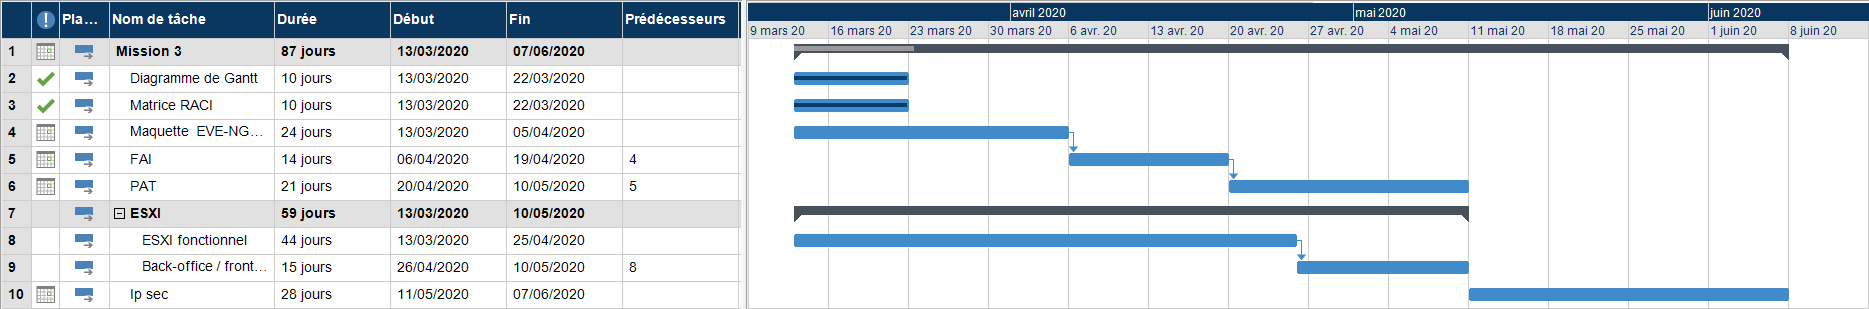 Pla... Nom de tâche Durée Début Fin Prédécesseurs
avril 2020 mai 2020 juin 2020
9 mars 20 16 mars 20 23 mars 20 30 mars 20 6 avr. 20 13 avr. 20 20 avr. 20 27 avr. 20 4 mai 20 11 mai 20 18 mai 20 25 mai 20 1 juin 20 8 juin 20
1 Mission 3 87 jours 13/03/2020 07/06/2020
2 Diagramme de Gantt 10 jours 13/03/2020 22/03/2020
3 Matrice RACI 10 jours 13/03/2020 22/03/2020
4 Maquette EVE-NG... 24 jours 13/03/2020 05/04/2020
5 FAI 14 jours 06/04/2020 19/04/2020 4
6 PAT 21 jours 20/04/2020 10/05/2020 5
7 ESXI 59 jours 13/03/2020 10/05/2020
8 ESXI fonctionnel 44 jours 13/03/2020 25/04/2020
9 Back-office / front... 15 jours 26/04/2020 10/05/2020 8
10 Ip sec 28 jours 11/05/2020 07/06/2020